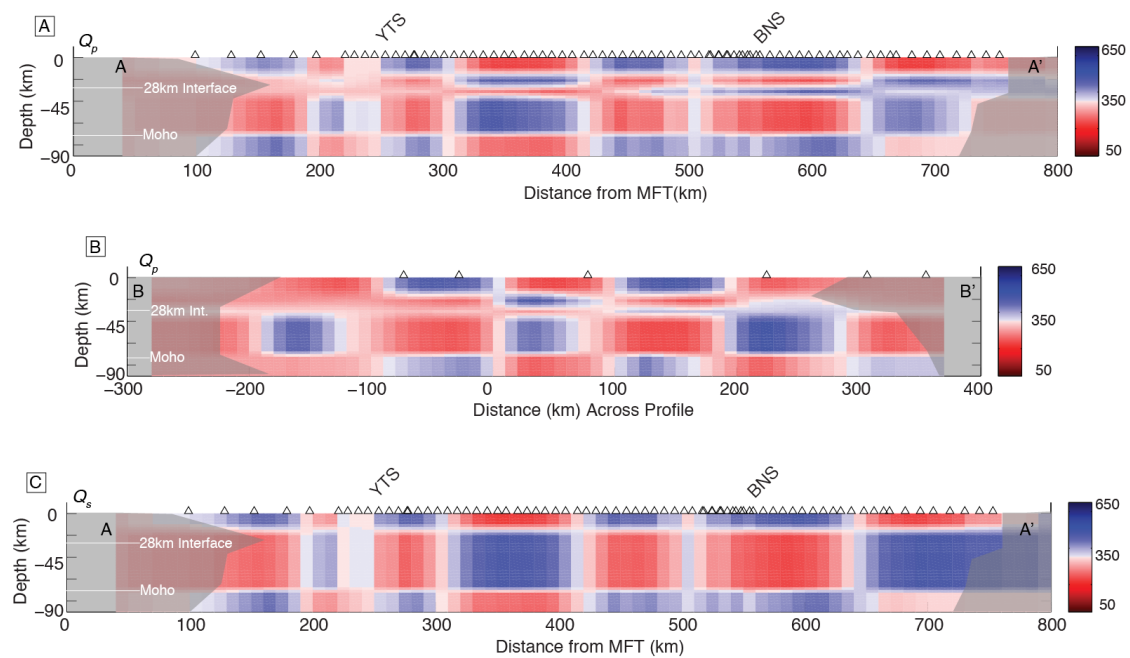 A
YTS
BNS
Qp
A
A'
28km Interface
Moho
0
−45
−90
Depth (km)
100
200
300
400
500
600
700
800
Distance from MFT(km)
650
350
50
B
Qp
B
B'
28km Int.
Moho
0
−45
−90
Depth (km)
−300
−200
−100
0
100
200
300
400
Distance (km) Across Profile
650
350
50
C
YTS
BNS
Qs
A
A'
28km Interface
Moho
0
−45
−90
Depth (km)
0
100
200
300
400
500
600
700
800
Distance from MFT (km)
650
350
50